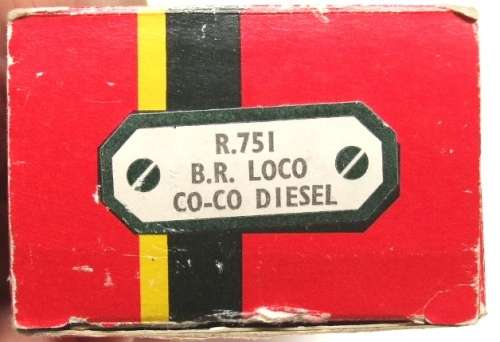 R.751
B.R. LOCO
CO-CO DIESEL